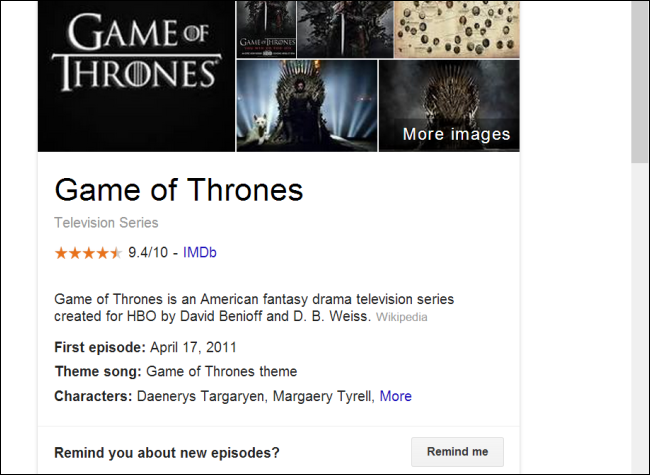 GAME OF
THRONES
GAME OF THRONES
HBO
More images
Game of Thrones
Television Series
9.4/10 - IMDb
Game of Thrones is an American fantasy drama television series
created for HBO by David Benioff and D. B. Weiss. Wikipedia
First episode: April 17, 2011
Theme song: Game of Thrones theme
Characters: Daenerys Targaryen, Margaery Tyrell, More
Remind you about new episodes?
Remind me